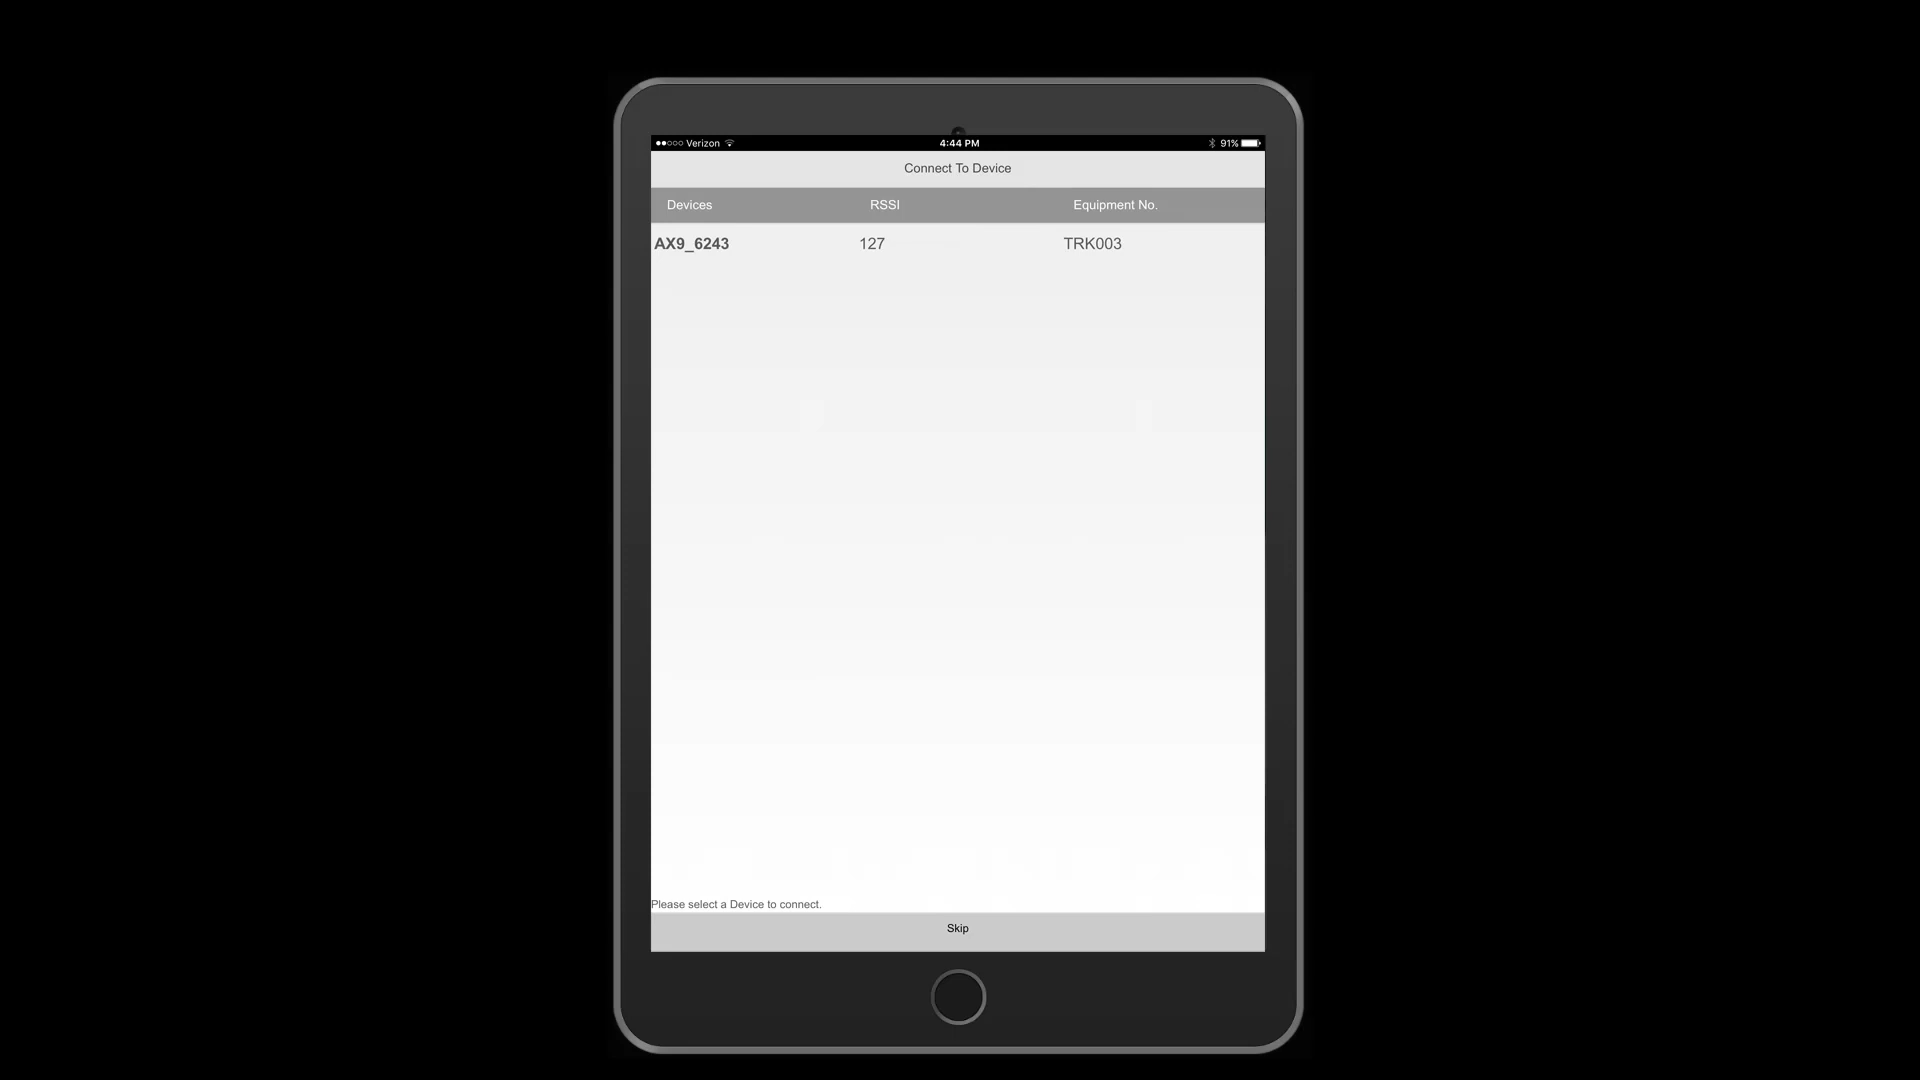 Verizon 4:44 PM 91%
Connect To Device
Devices RSSI Equipment No.
AX9_6243 127 TRK003
Please select a Device to connect.
Skip